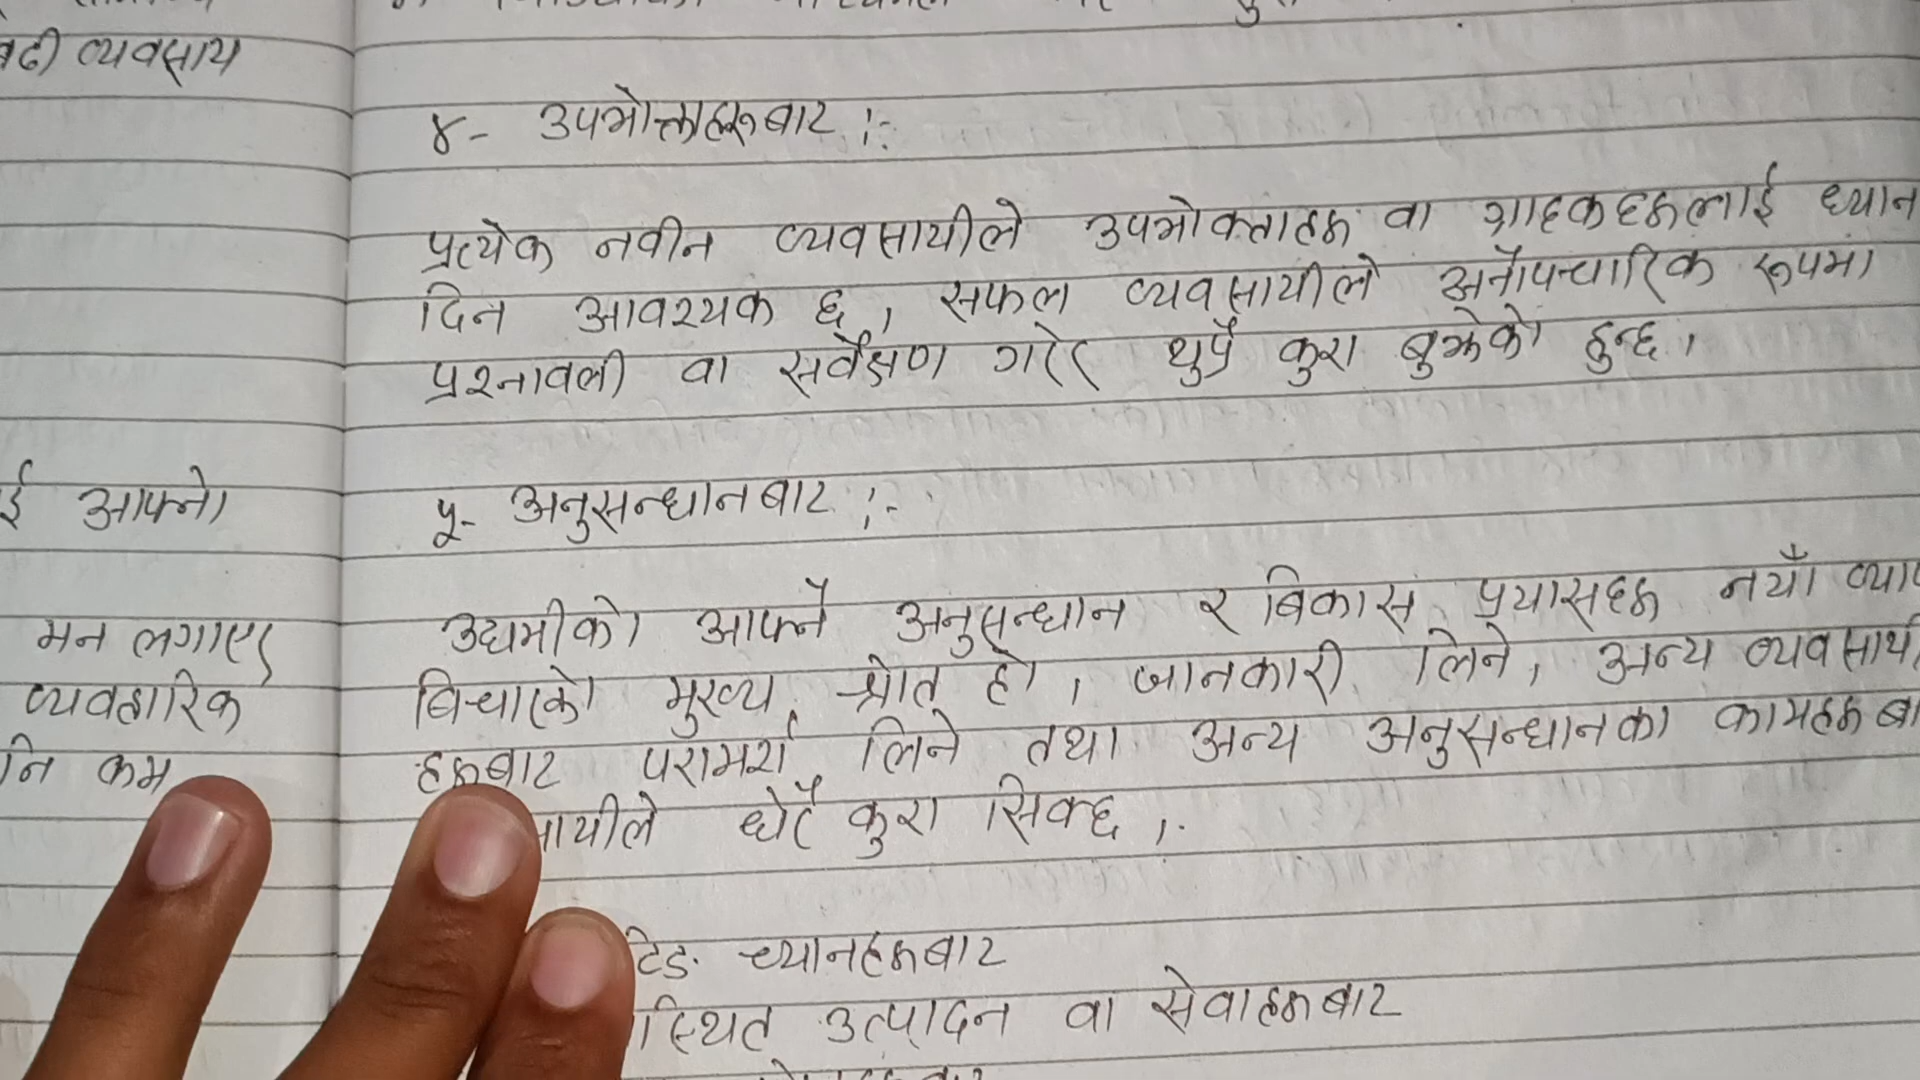 व्यवसाय
४- उपभोक्ताहरूबाट :-
प्रत्येक नवीन व्यवसायीले उपभोक्ताहरू वा ग्राहकहरूलाई ध्यान
दिन आवश्यक छ, सफल व्यवसायीले अनौपचारिक रूपमा
प्रश्नावली वा सर्वेक्षण गरेर थुप्रै कुरा बुझेको हुन्छ।
ई आफ्नो
५- अनुसन्धानबाट :-
उद्यमीको आफ्नै अनुसन्धान र बिकास प्रयासहरू नयाँ
मन लगाएर
बिचारको मुख्य श्रोत हो, जानकारी लिने, अन्य व्यवसायी
व्यवहारिक
हरूबाट परामर्श लिने तथा अन्य अनुसन्धानका कामहरू
नि कम
यीले धेरै कुरा सिक्छ।
टिङ च्यानहरूबाट
स्थित उत्पादन वा सेवाहरूबाट